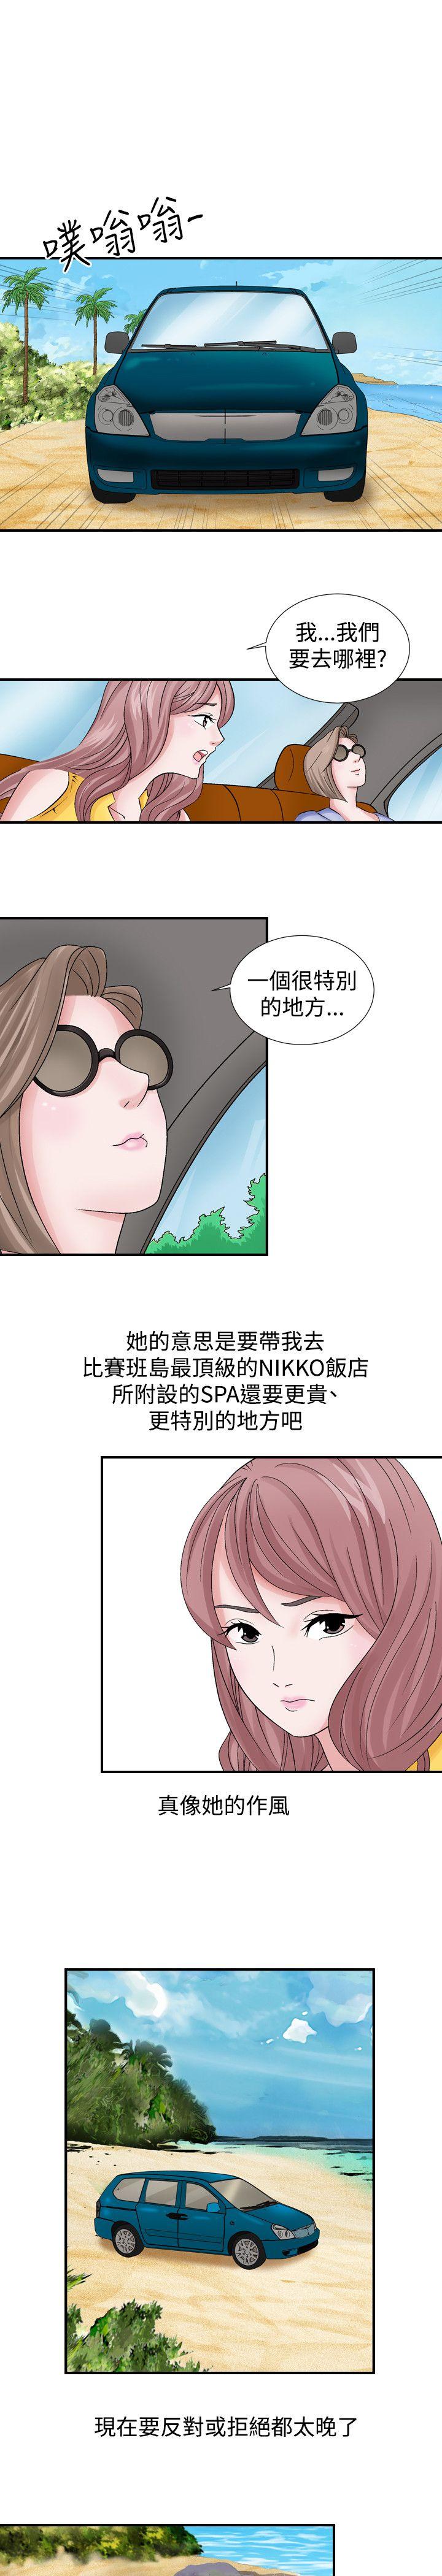 噗嗡嗡~
我...我們
要去哪裡?
一個很特別
的地方...
她的意思是要帶我去
比賽班島最頂級的NIKKO飯店
所附設的SPA還要更貴、
更特別的地方吧
真像她的作風
現在要反對或拒絕都太晚了